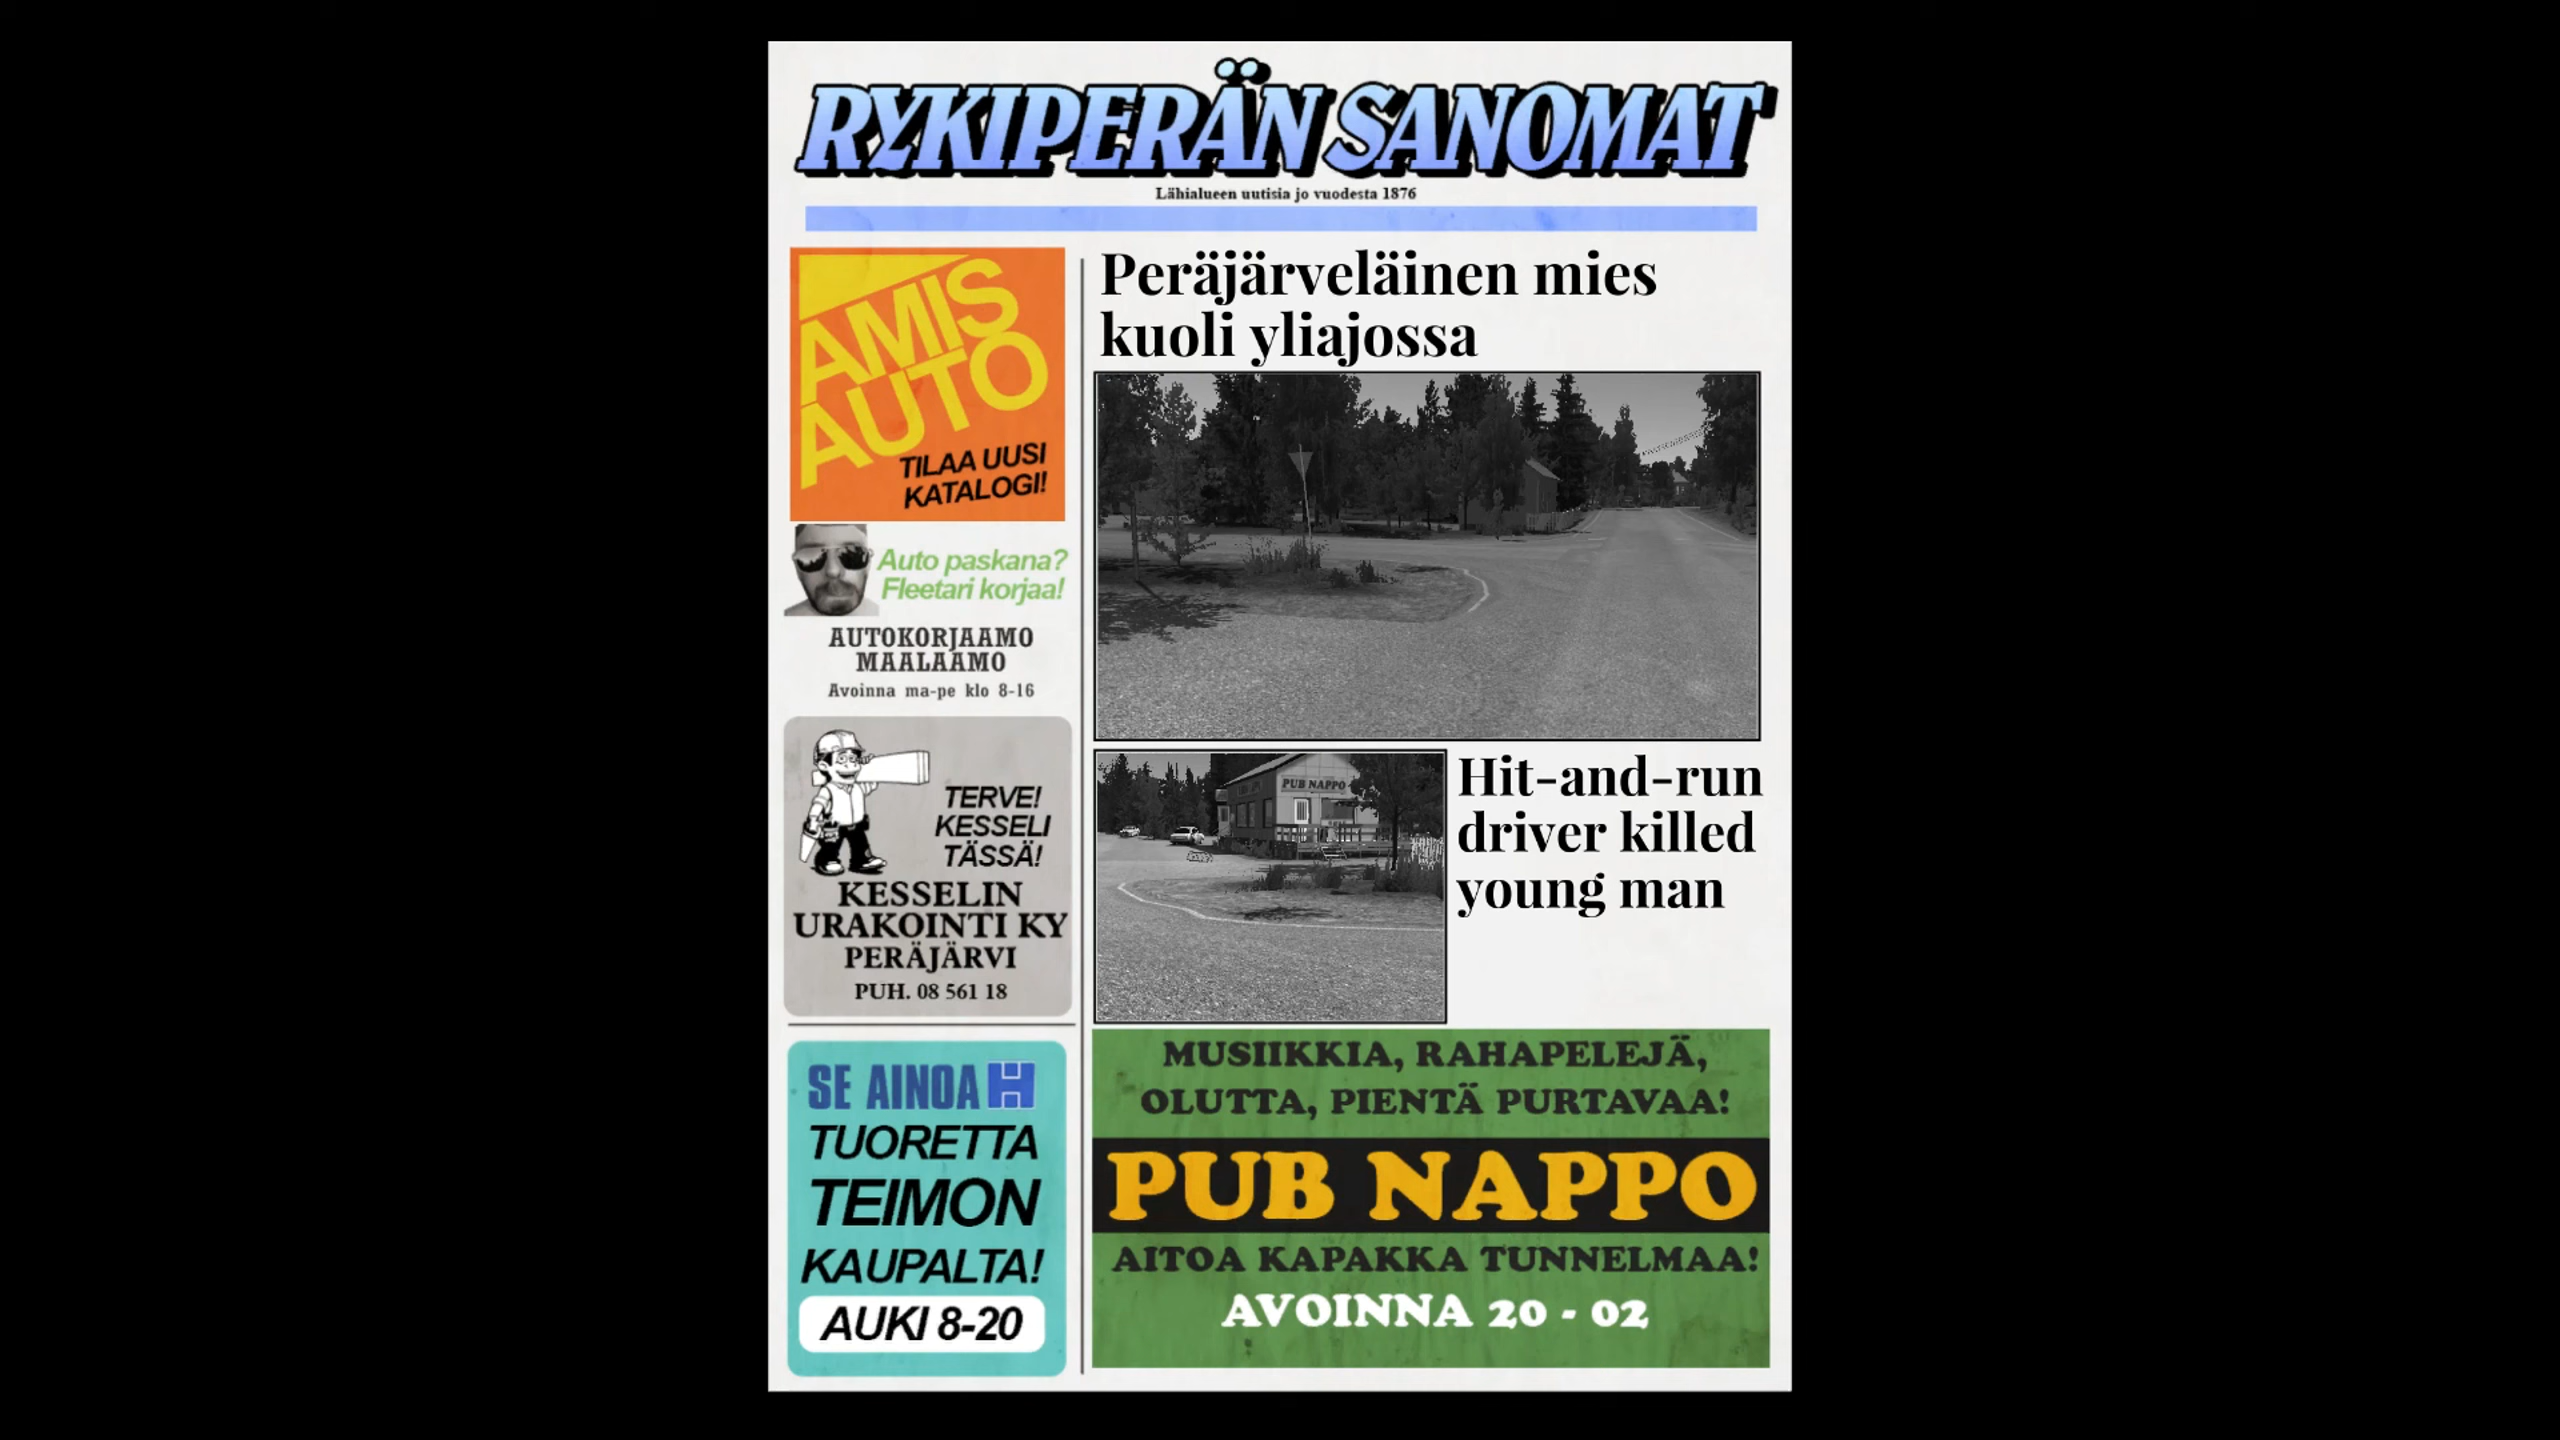 RYKIPERÄN SANOMAT
Lähialueen uutisia jo vuodesta 1876
AMIS
AUTO
TILAA UUSI
KATALOGI!
Auto paskana?
Fleetari korjaa!
AUTOKORJAAMO
MAALAAMO
Avoinna ma-pe klo 8-16
TERVE!
KESSELI
TÄSSÄ!
KESSELIN
URAKOINTI KY
PERÄJÄRVI
PUH. 08 561 18
SE AINOA H
TUORETTA
TEIMON
KAUPALTA!
AUKI 8-20
Peräjärveläinen mies
kuoli yliajossa
PUB NAPPO
Hit-and-run
driver killed
young man
MUSIIKKIA, RAHAPELEJÄ,
OLUTTA, PIENTÄ PURTAVAA!
PUB NAPPO
AITOA KAPAKKA TUNNELMAA!
AVOINNA 20 - 02